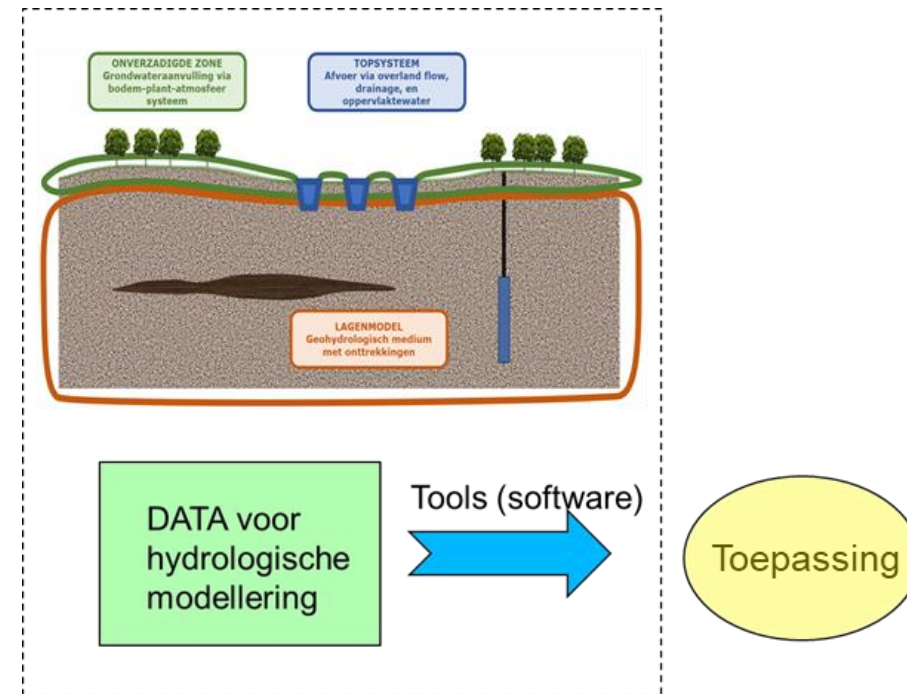 ONVERZADIGDE ZONE
Grondwateraanvulling via
bodem-plant-atmosfeer
systeem
TOPSYSTEEM
Afvoer via overland flow,
drainage, en
oppervlaktewater
LAGENMODEL
Geohydrologisch medium
met onttrekkingen
DATA voor
hydrologische
modellering
Tools (software)
Toepassing